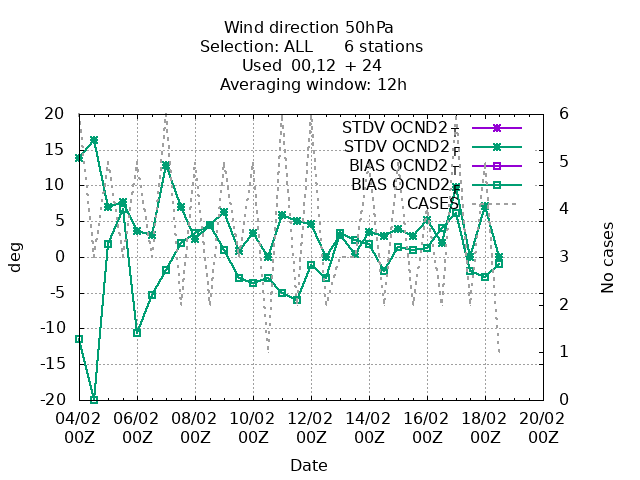 Wind direction 50hPa
Selection: ALL 6 stations
Used 00,12 + 24
Averaging window: 12h
20
15
10
5
0
-5
-10
-15
-20
deg
6
5
4
3
2
1
0
No cases
STDV OCND2
STDV OCND2
BIAS OCND2
BIAS OCND2
CASES
04/02 06/02 08/02 10/02 12/02 14/02 16/02 18/02 20/02
00Z 00Z 00Z 00Z 00Z 00Z 00Z 00Z 00Z
Date